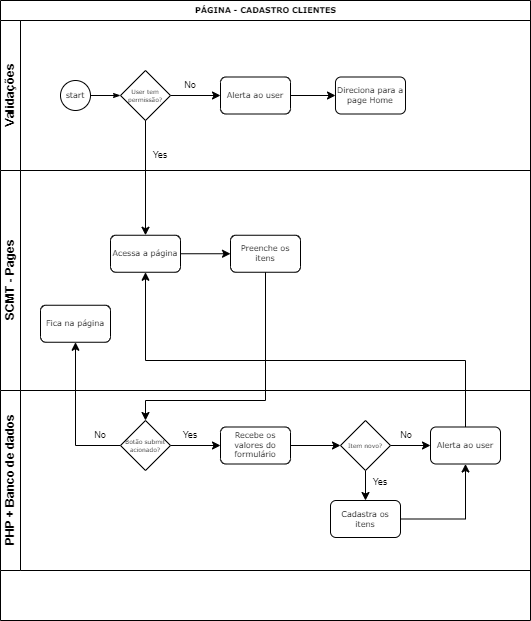 PÁGINA - CADASTRO CLIENTES
Validações
start
User tem
permissão?
No
Alerta ao user
Direciona para a
page Home
Yes
SCMT - Pages
Acessa a página
Preenche os
itens
Fica na página
PHP + Banco de dados
No
Botão submit
acionado?
Yes
Recebe os
valores do
formulário
Item novo?
No
Alerta ao user
Yes
Cadastra os
itens